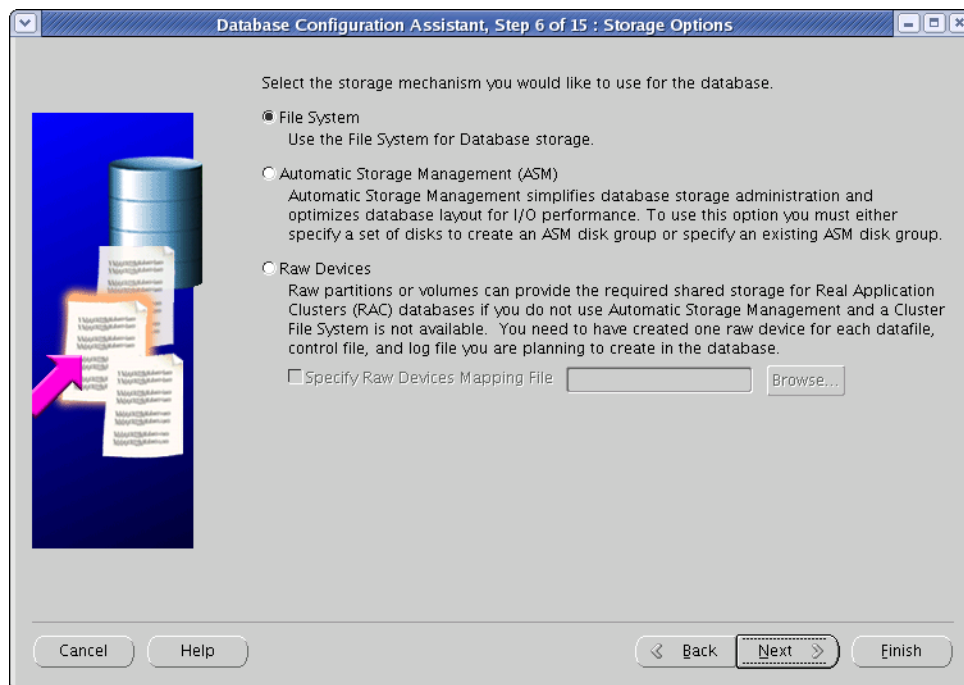 Database Configuration Assistant, Step 6 of 15 : Storage Options
Select the storage mechanism you would like to use for the database.
File System
Use the File System for Database storage.
Automatic Storage Management (ASM)
Automatic Storage Management simplifies database storage administration and
optimizes database layout for I/O performance. To use this option you must either
specify a set of disks to create an ASM disk group or specify an existing ASM disk group.
Raw Devices
Raw partitions or volumes can provide the required shared storage for Real Application
Clusters (RAC) databases if you do not use Automatic Storage Management and a Cluster
File System is not available. You need to have created one raw device for each datafile,
control file, and log file you are planning to create in the database.
Specify Raw Devices Mapping File Browse...
Cancel Help Back Next Finish